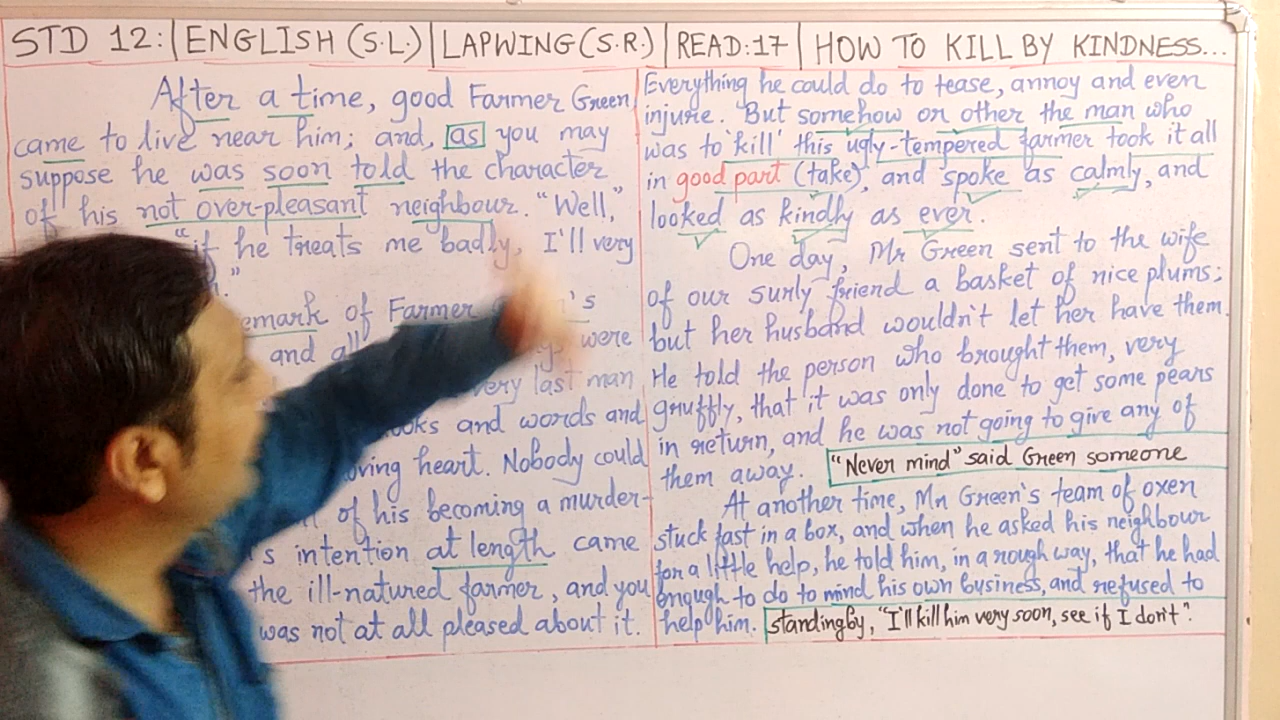 STD 12: | ENGLISH (S.L.) | LAPWING (S.R.) | READ:17 | HOW TO KILL BY KINDNESS...
After a time, good Farmer Green
came to live near him; and, as you may
suppose he was soon told the character
of his not over-pleasant neighbour. "Well,"
"if he treats me badly, I'll very
"
emark of Farmer n's
and all were
ery last man
ooks and words and
oving heart. Nobody could
of his becoming a murder-
s intention at length came
the ill-natured farmer, and you
was not at all pleased about it.
Everything he could do to tease, annoy and even
injure. But somehow or other the man who
was to 'kill' this ugly-tempered farmer took it all
in good part (take), and spoke as calmly, and
looked as kindly as ever.
One day, Mr Green sent to the wife
of our surly friend a basket of nice plums;
but her husband wouldn't let her have them.
He told the person who brought them, very
gruffly, that it was only done to get some pears
in return, and he was not going to give any of
them away. "Never mind" said Green someone
At another time, Mr Green's team of oxen
stuck fast in a box, and when he asked his neighbour
for a little help, he told him, in a rough way, that he had
enough to do to mind his own business, and refused to
help him. standing by, "I'll kill him very soon, see if I don't".